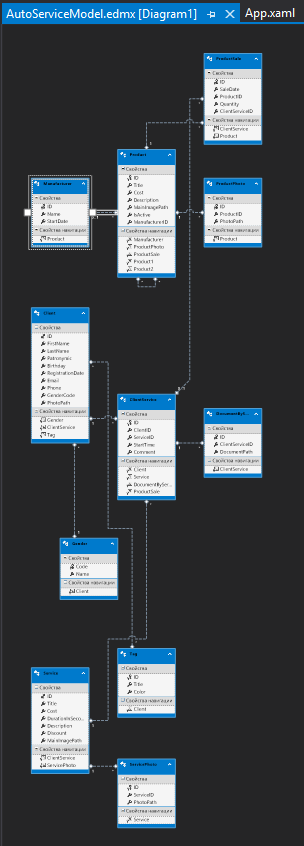 AutoServiceModel.edmx [Diagram1]
App.xaml
ProductSale
Свойства
ID
SaleDate
ProductID
Quantity
ClientServiceID
Свойства навигации
ClientService
Product
Product
Свойства
ID
Title
Cost
Description
MainImagePath
IsActive
ManufacturerID
Свойства навигации
Manufacturer
ProductPhoto
ProductSale
Product1
Product2
Manufacturer
Свойства
ID
Name
StartDate
Свойства навигации
Product
ProductPhoto
Свойства
ID
ProductID
PhotoPath
Свойства навигации
Product
Client
Свойства
ID
FirstName
LastName
Patronymic
Birthday
RegistrationDate
Email
Phone
GenderCode
PhotoPath
Свойства навигации
Gender
ClientService
Tag
ClientService
Свойства
ID
ClientID
ServiceID
StartTime
Comment
Свойства навигации
Client
Service
DocumentBySe...
ProductSale
DocumentByS...
Свойства
ID
ClientServiceID
DocumentPath
Свойства навигации
ClientService
Gender
Свойства
Code
Name
Свойства навигации
Client
Tag
Свойства
ID
Title
Color
Свойства навигации
Client
Service
Свойства
ID
Title
Cost
DurationInSeco...
Description
Discount
MainImagePath
Свойства навигации
ClientService
ServicePhoto
ServicePhoto
Свойства
ID
ServiceID
PhotoPath
Свойства навигации
Service